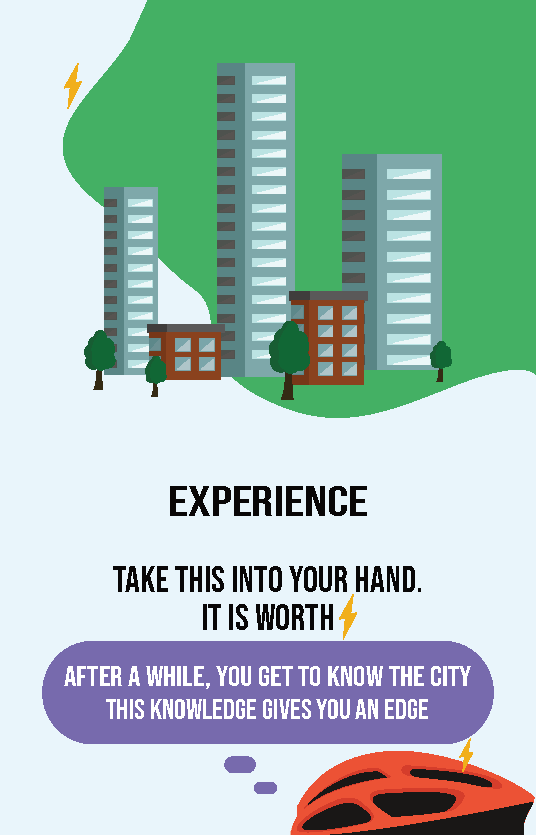 EXPERIENCE
TAKE THIS INTO YOUR HAND.
IT IS WORTH
AFTER A WHILE, YOU GET TO KNOW THE CITY
THIS KNOWLEDGE GIVES YOU AN EDGE